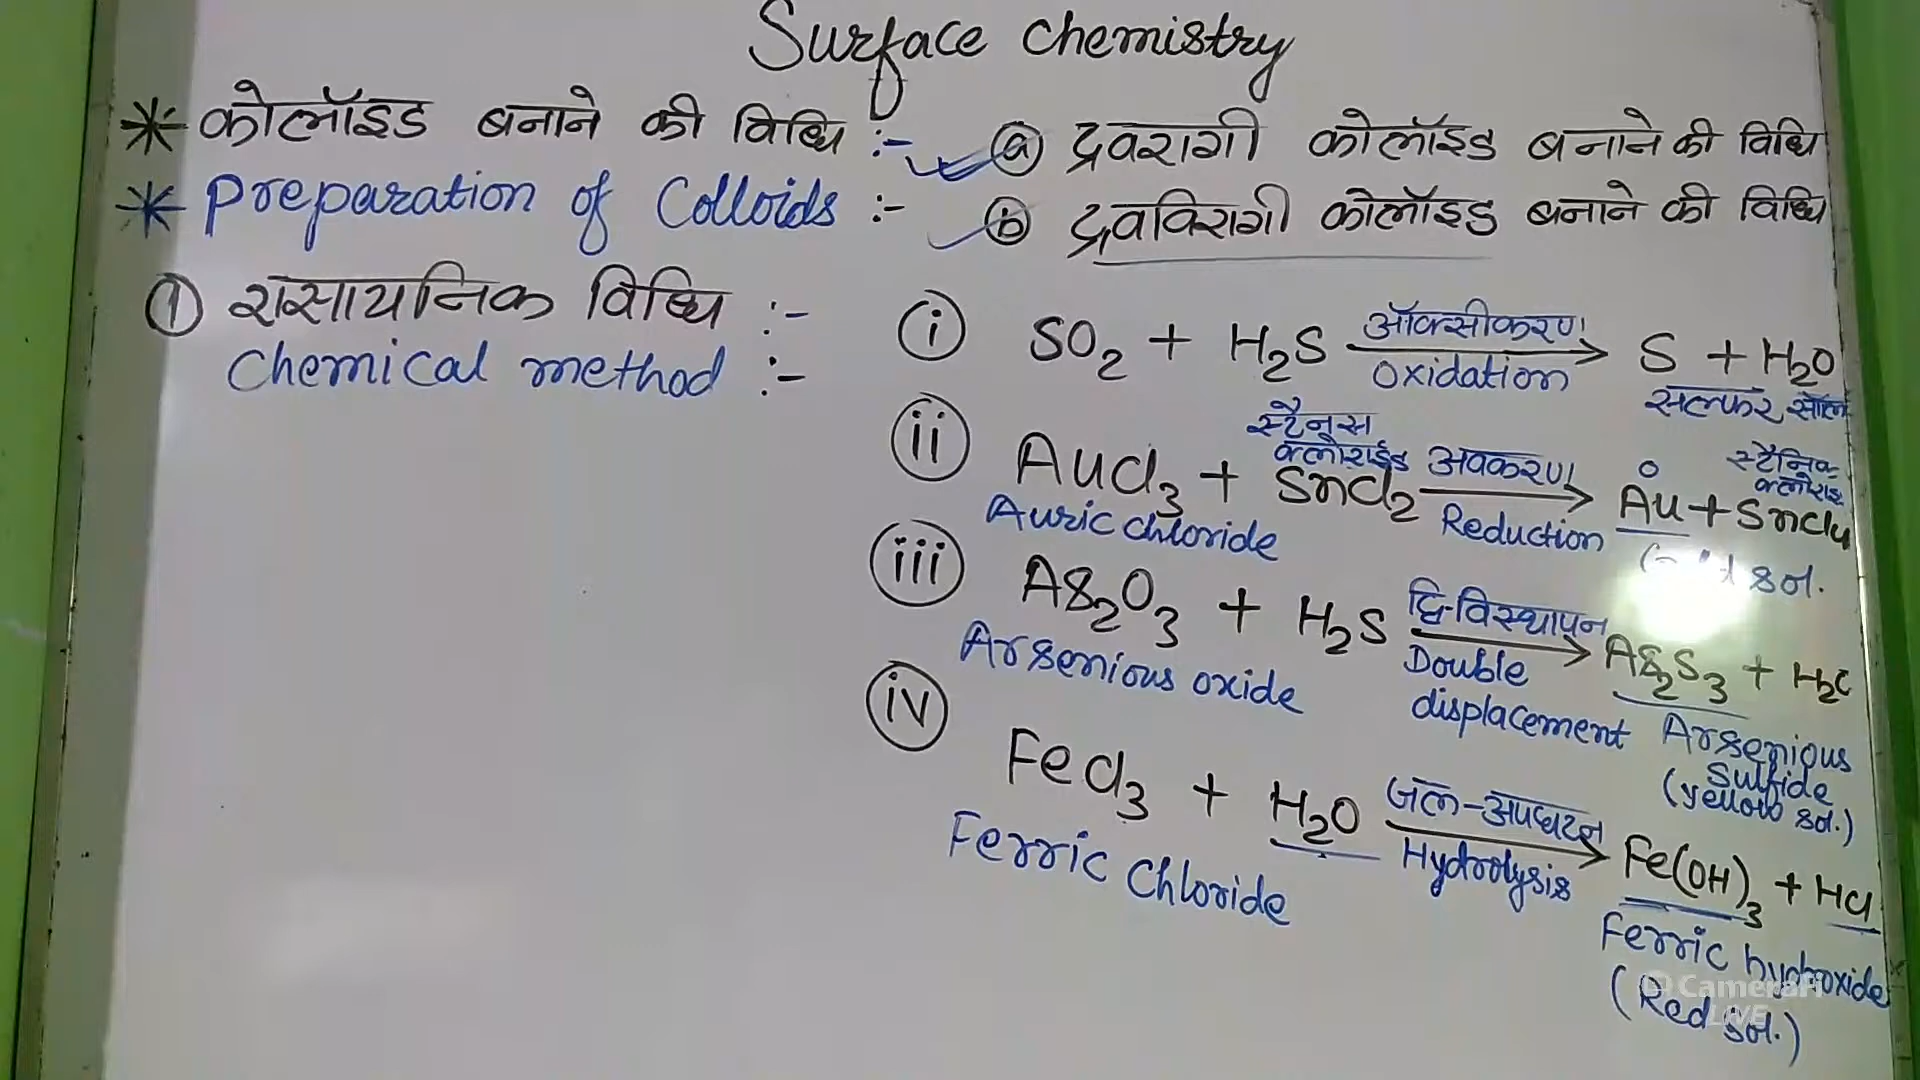 Surface Chemistry
* कोलॉइड बनाने की विधि :-
* Preparation of Colloids :-
(a) द्रवरागी कोलॉइड बनाने की विधि
(b) द्रवविरागी कोलॉइड बनाने की विधि
① रासायनिक विधि :-
Chemical method :-
(i) SO₂ + H₂S ऑक्सीकरण → S + H₂O
Oxidation
सल्फर सॉल
स्टैनस क्लोराइड
स्टैनिक
(ii) AuCl₃ + SnCl₂ अवकरण → Au + SnCl₄
Auric chloride
Reduction
sol.
(iii) As₂O₃ + H₂S द्वि-विस्थापन → As₂S₃ +
Arsenious oxide
Double displacement
Arsenious Sulfide
(yellow sol.)
(iv) FeCl₃ + H₂O जल-अपघटन → Fe(OH)₃ + HCl
Ferric Chloride
Hydrolysis
Ferric hydroxide
(Red sol.)
CameraFi
LIVE